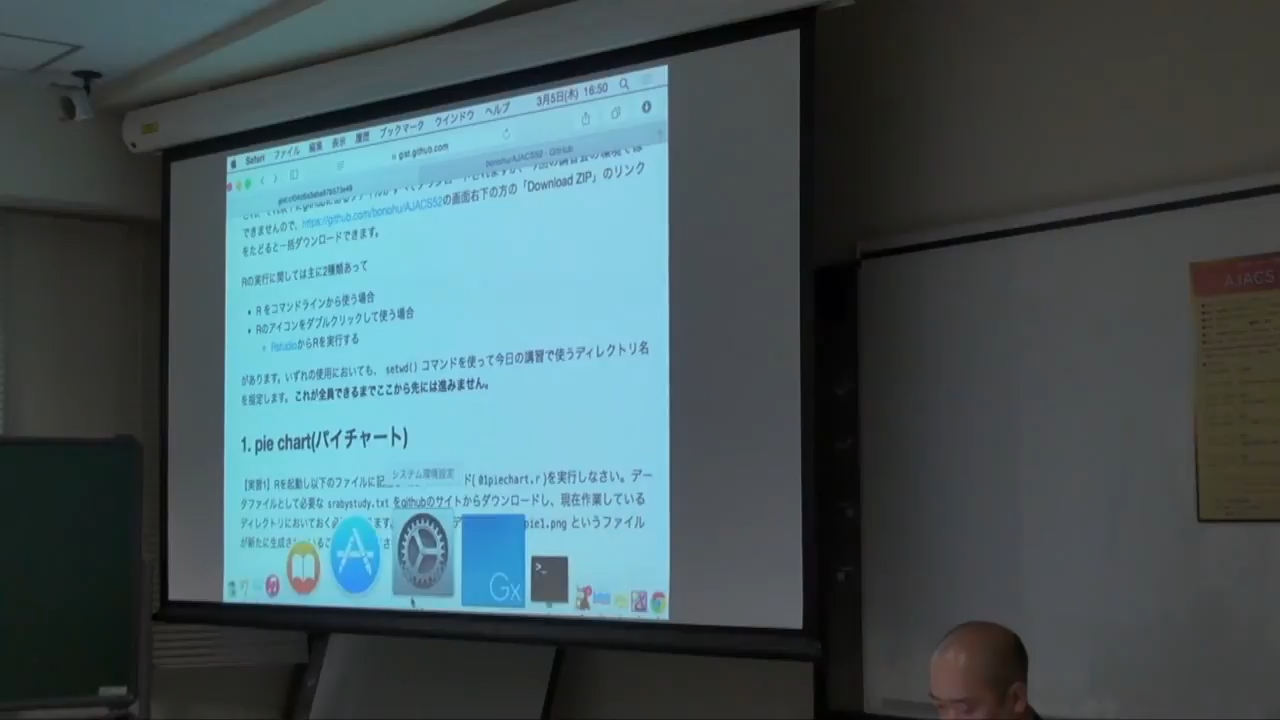 Safari ファイル 編集 表示 履歴 ブックマーク ウインドウ ヘルプ 3月5日(木) 16:50
gist.github.com
bonohu/AJACS52 · GitHub
できませんので、https://github.com/bonohu/AJACS52の画面右下の方の「Download ZIP」のリンク
をたどると一括ダウンロードできます。
Rの実行に関しては主に2種類あって
• R をコマンドラインから使う場合
• Rのアイコンをダブルクリックして使う場合
◦ RstudioからRを実行する
があります。いずれの使用においても、 setwd() コマンドを使って今日の講習で使うディレクトリ名
を指定します。これが全員できるまでここから先には進みません。
1. pie chart(パイチャート)
システム環境設定
【実習1】Rを起動し以下のファイルに記 ド( 01piechart.r )を実行しなさい。デー
タファイルとして必要な srabystudy.txt をgithubのサイトからダウンロードし、現在作業している
ディレクトリにおいておく必 ます。 pie1.png というファイル
が新たに生成さ
Gx
AJACS